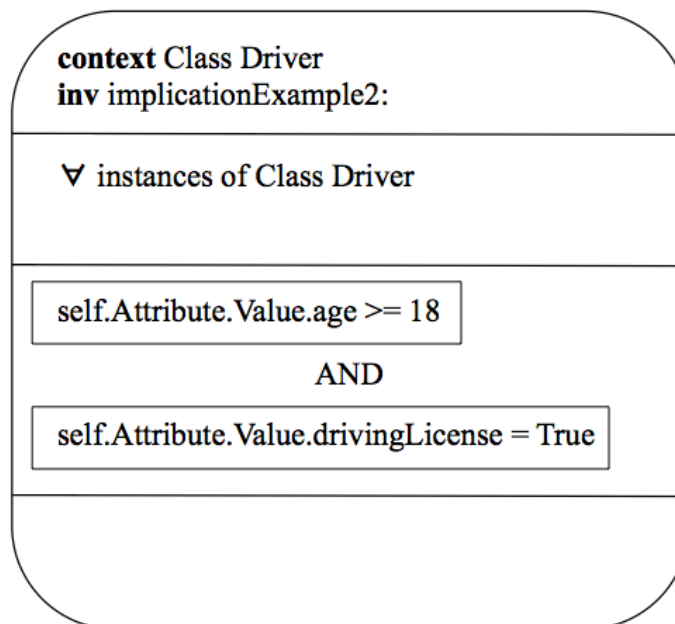 context Class Driver
inv implicationExample2:
∀ instances of Class Driver
self.Attribute.Value.age >= 18
AND
self.Attribute.Value.drivingLicense = True